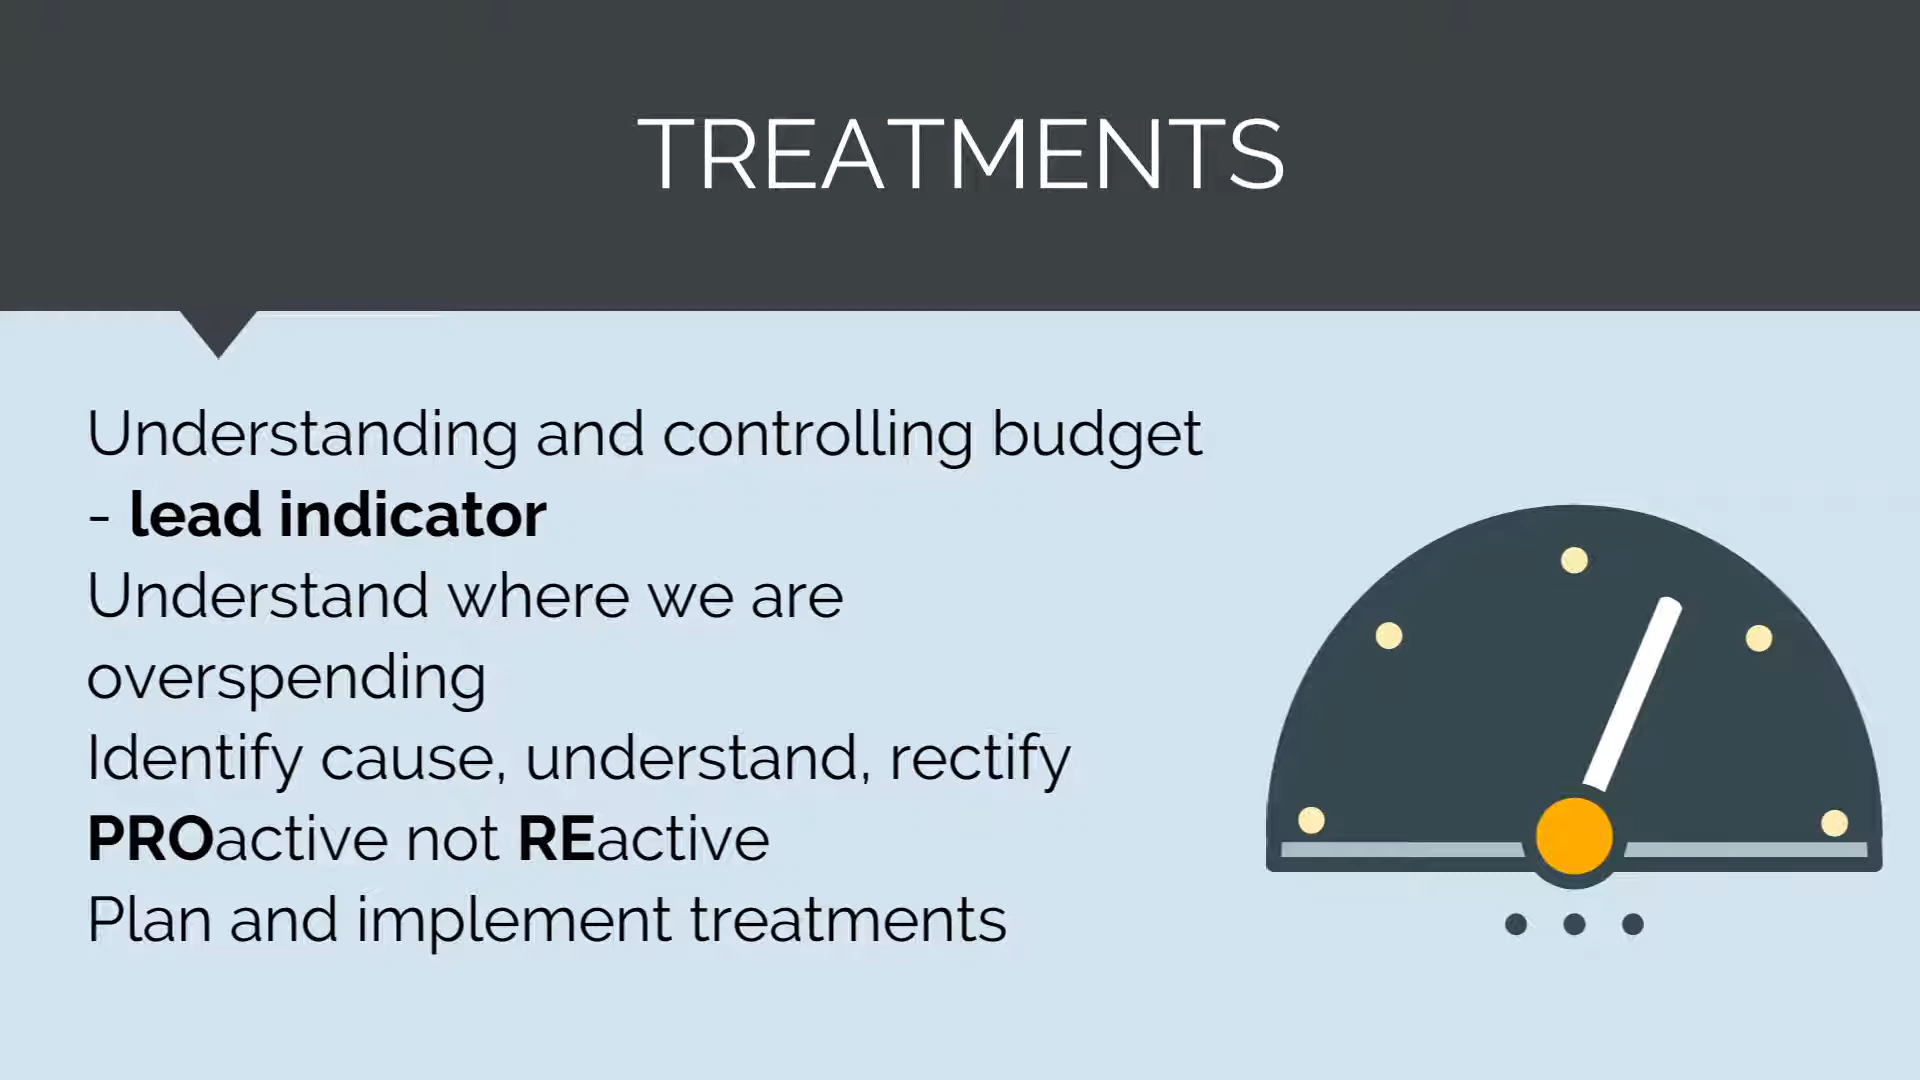 TREATMENTS
Understanding and controlling budget
- lead indicator
Understand where we are
overspending
Identify cause, understand, rectify
PROactive not REactive
Plan and implement treatments